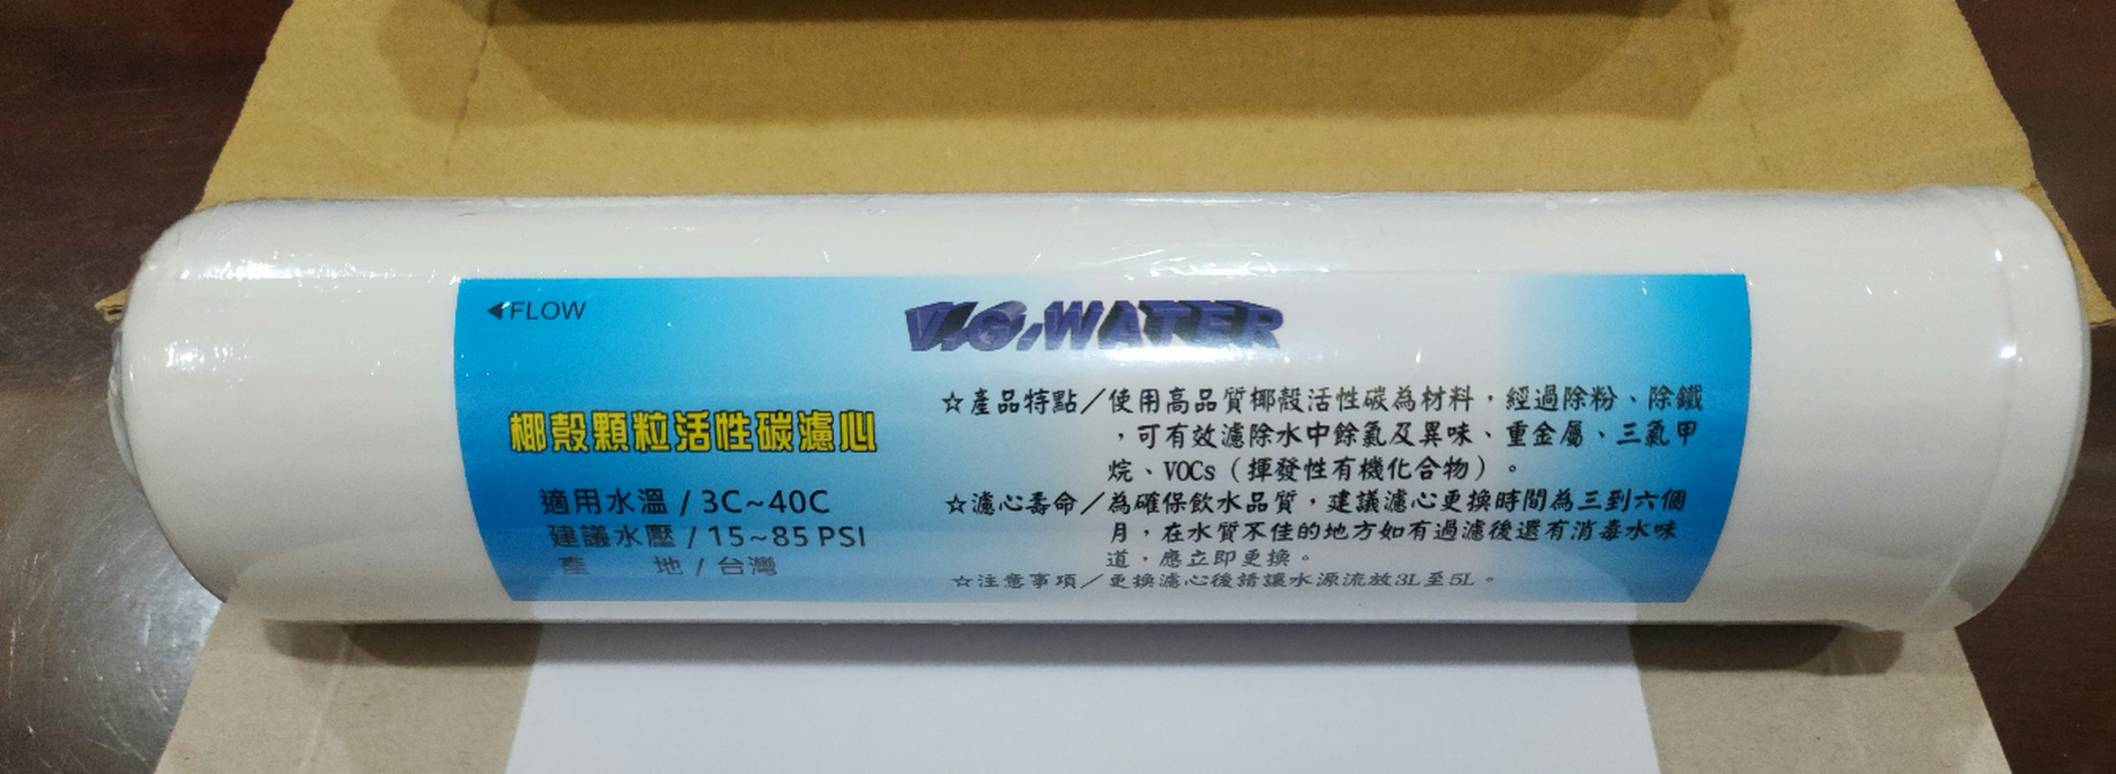 ◀FLOW
V.G.WATER
椰殼顆粒活性碳濾心
適用水溫 / 3C~40C
建議水壓 / 15~85 PSI
產 地 / 台灣
☆產品特點／使用高品質椰殼活性碳為材料，經過除粉、除鐵
，可有效濾除水中餘氯及異味、重金屬、三氯甲
烷、VOCs（揮發性有機化合物）。
☆濾心壽命／為確保飲水品質，建議濾心更換時間為三到六個
月，在水質不佳的地方如有過濾後還有消毒水味
道，應立即更換。
☆注意事項／更換濾心後請讓水源流放3L至5L。